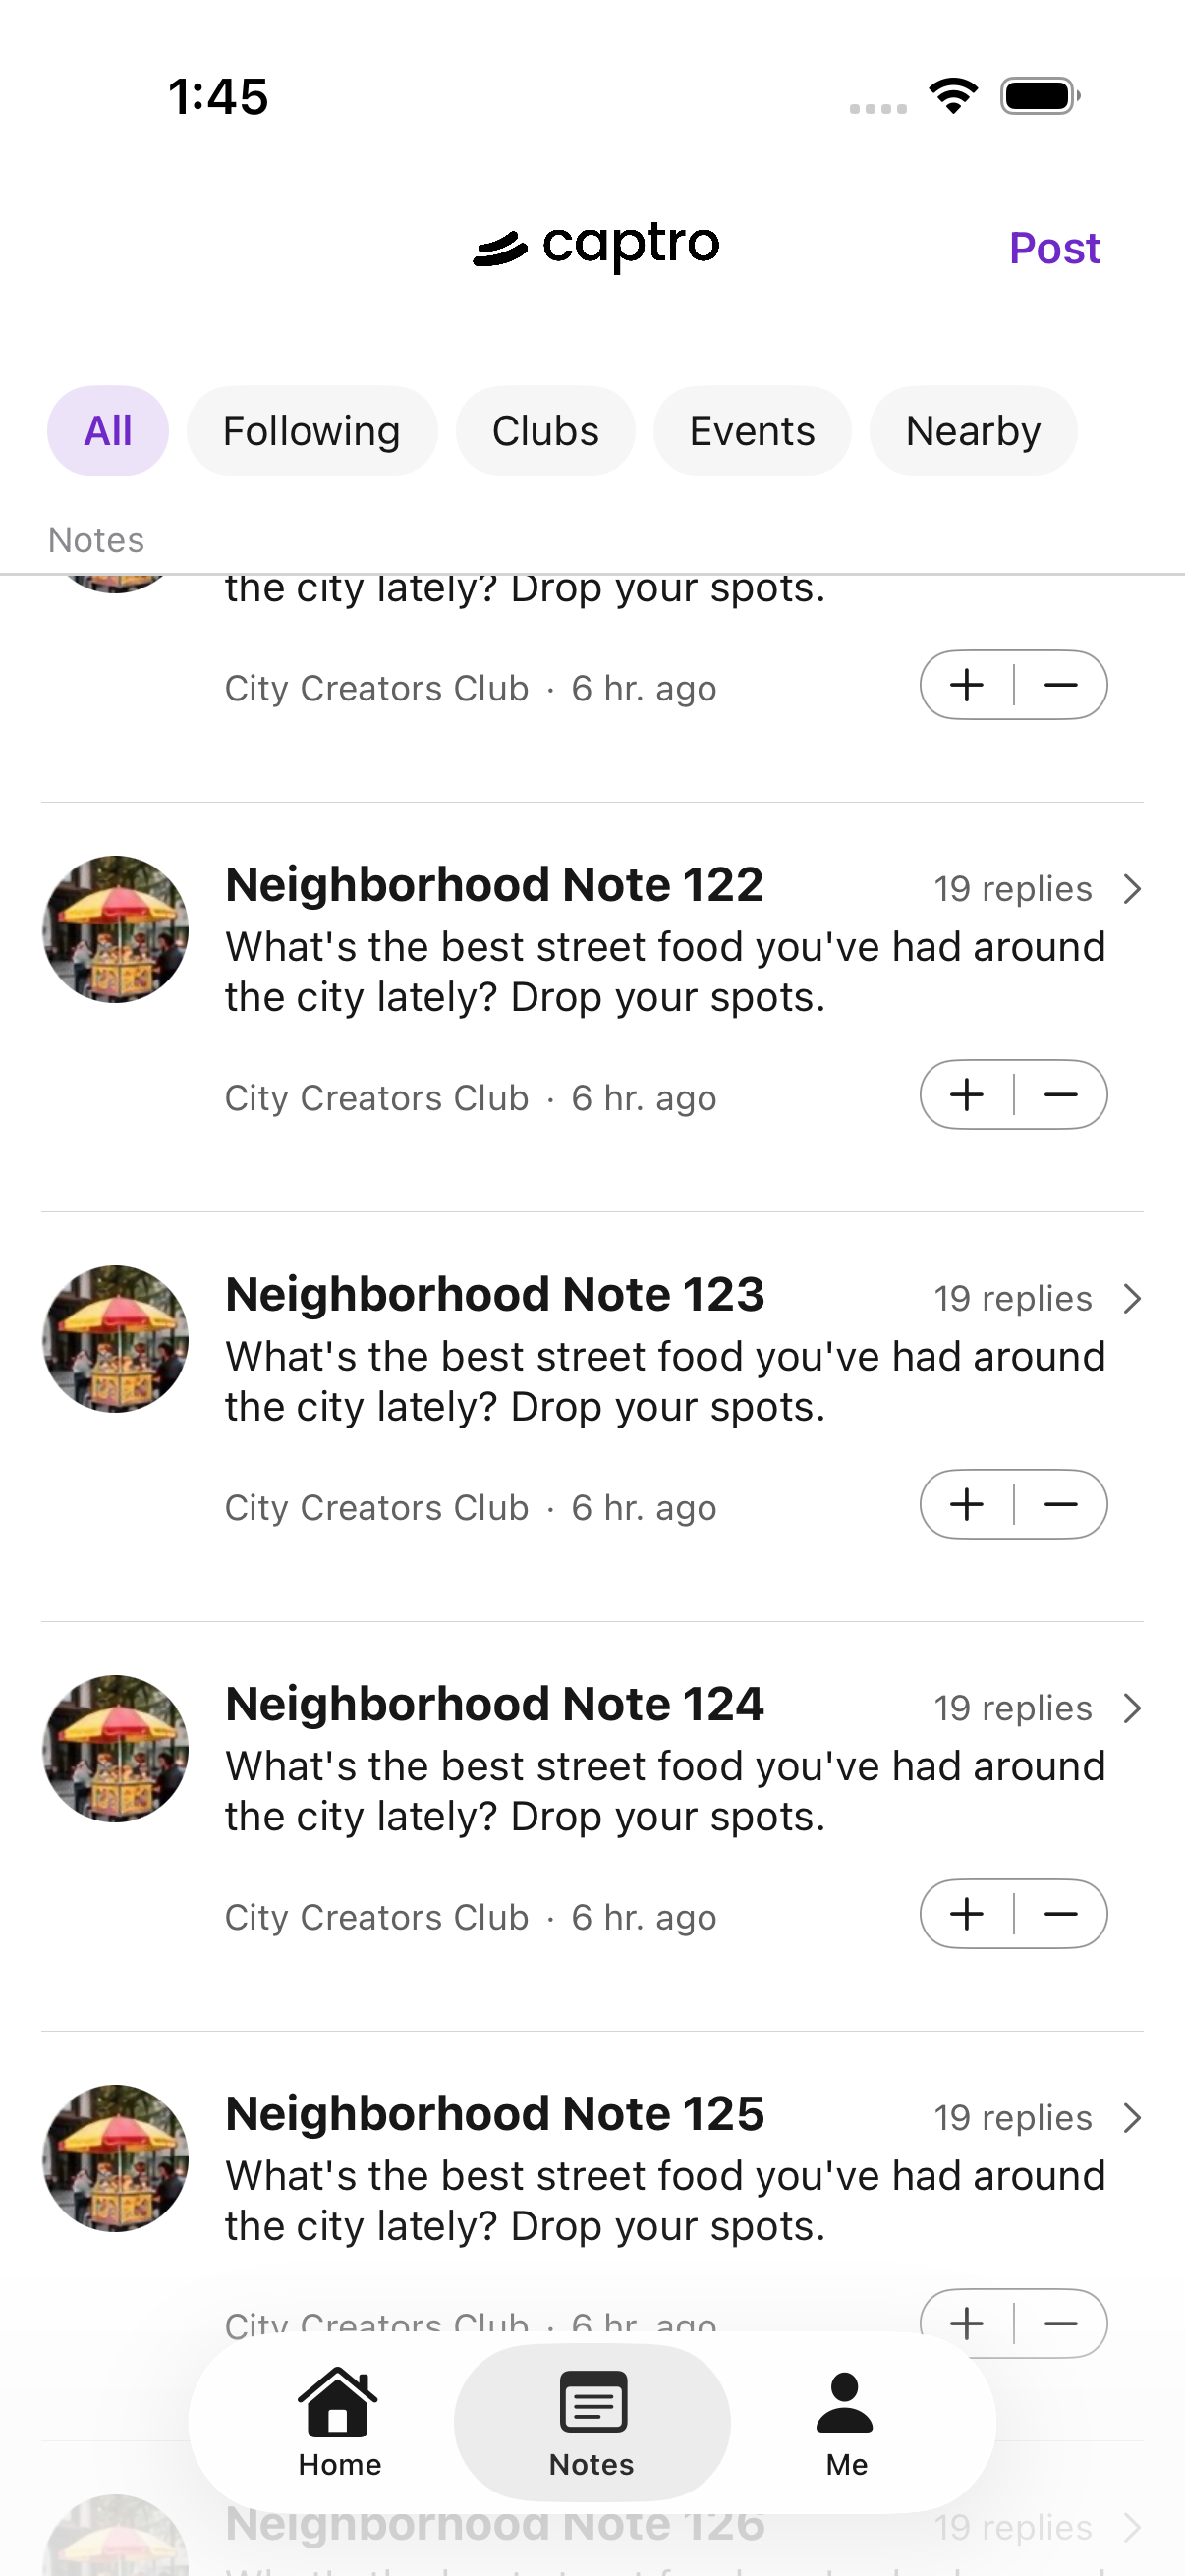 1:45
captro
Post
All
Following
Clubs
Events
Nearby
Notes
the city lately? Drop your spots.
City Creators Club · 6 hr. ago
+ | −
Neighborhood Note 122
19 replies
What's the best street food you've had around
the city lately? Drop your spots.
City Creators Club · 6 hr. ago
+ | −
Neighborhood Note 123
19 replies
What's the best street food you've had around
the city lately? Drop your spots.
City Creators Club · 6 hr. ago
+ | −
Neighborhood Note 124
19 replies
What's the best street food you've had around
the city lately? Drop your spots.
City Creators Club · 6 hr. ago
+ | −
Neighborhood Note 125
19 replies
What's the best street food you've had around
the city lately? Drop your spots.
City Creators Club · 6 hr. ago
+ | −
Home
Notes
Me
Neighborhood Note 126
19 replies